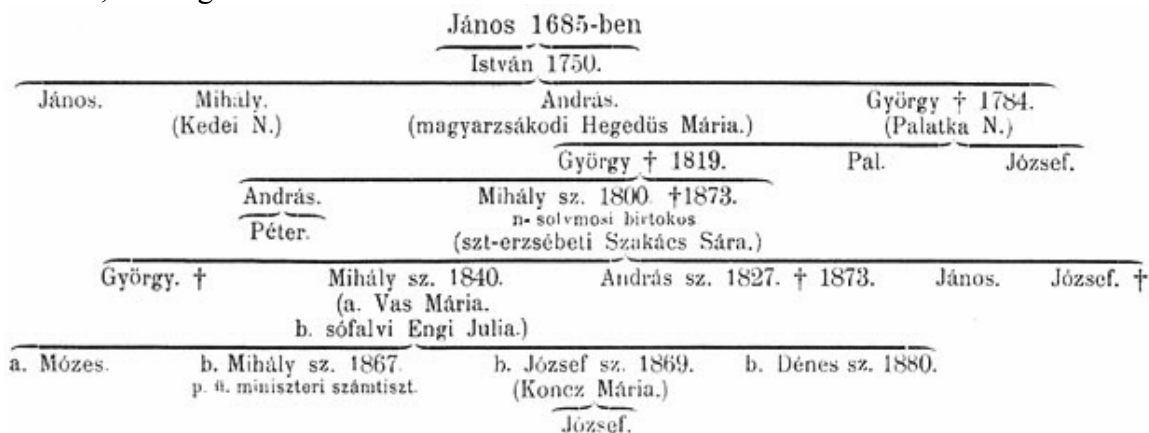 János 1685-ben
István 1750.
János. Mihály. András. György † 1784.
(Kedei N.) (magyarzsákodi Hegedüs Mária.) (Palatka N.)
György † 1819. Pal. József.
András. Mihály sz. 1800. †1873.
Péter. n- solymosi birtokos
(szt-erzsébeti Szakács Sára.)
György. † Mihály sz. 1840. András sz. 1827. † 1873. János. József. †
(a. Vas Mária.
b. sófalvi Engi Julia.)
a. Mózes. b. Mihály sz. 1867. b. József sz. 1869. b. Dénes sz. 1880.
p. ü. miniszteri számtiszt. (Koncz Mária.)
József.